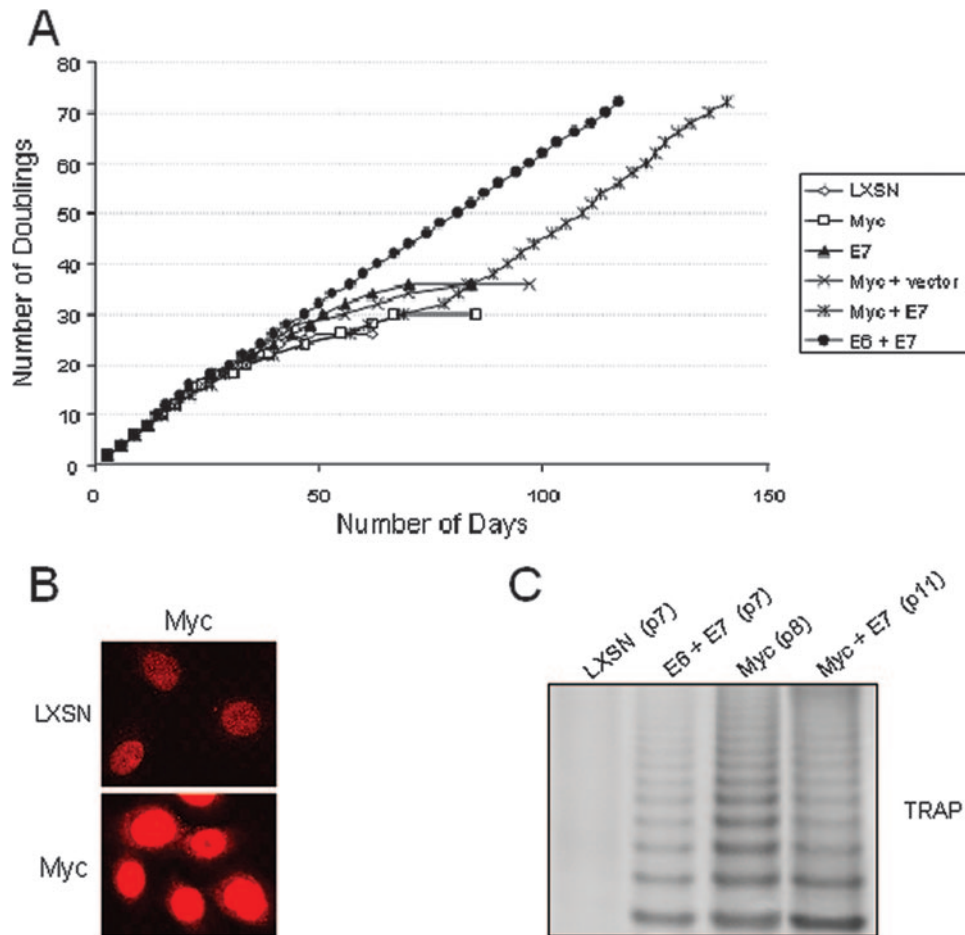 A
Number of Doublings
80
70
60
50
40
30
20
10
0
0
50
100
150
Number of Days
LXSN
Myc
E7
Myc + vector
Myc + E7
E6 + E7
B
Myc
LXSN
Myc
C
LXSN (p7)
E6 + E7 (p7)
Myc (p8)
Myc + E7 (p11)
TRAP